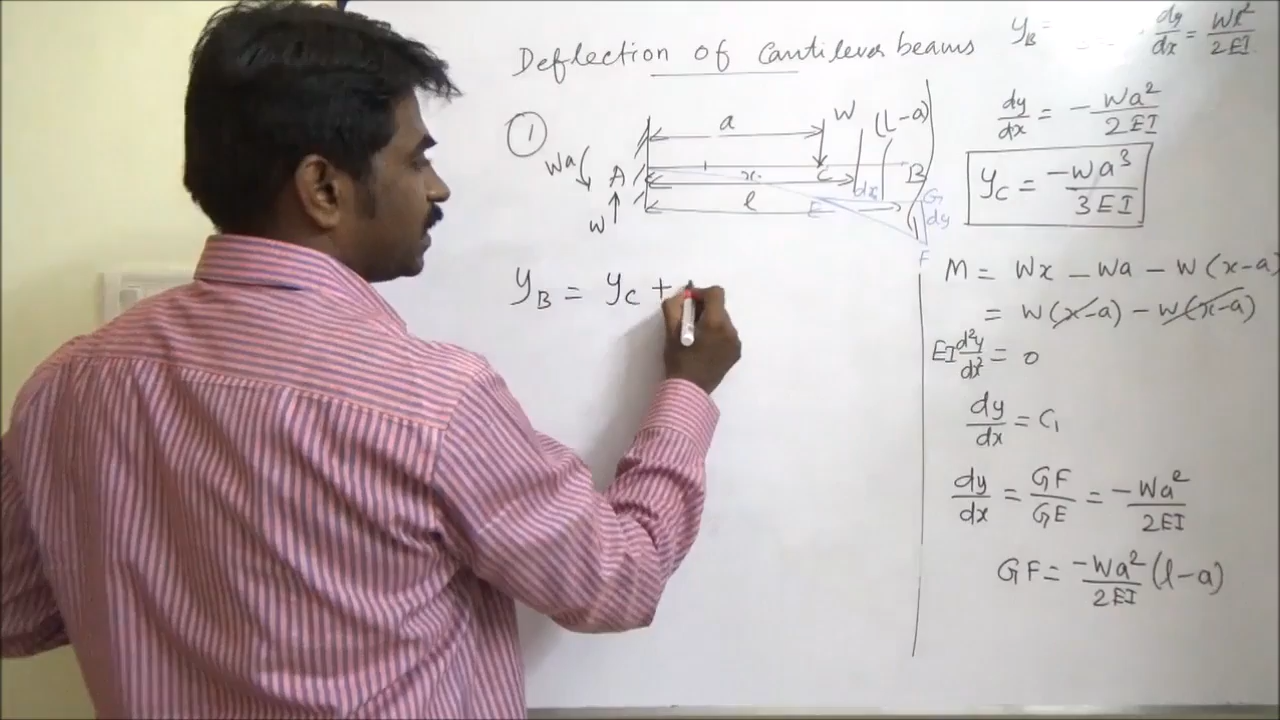 Deflection of Cantilever beams
y_B =
dy/dx = Wl²/2EI
①
a
W
(l-a)
Wa
A
x
C
dx
B
G
l
E
dy
W
F
y_B = y_C +
dy/dx = -Wa²/2EI
y_C = -Wa³/3EI
M = Wx - Wa - W(x-a)
= W(x-a) - W(x-a)
EI d²y/dx² = 0
dy/dx = C₁
dy/dx = GF/GE = -Wa²/2EI
GF = -Wa²/2EI (l-a)